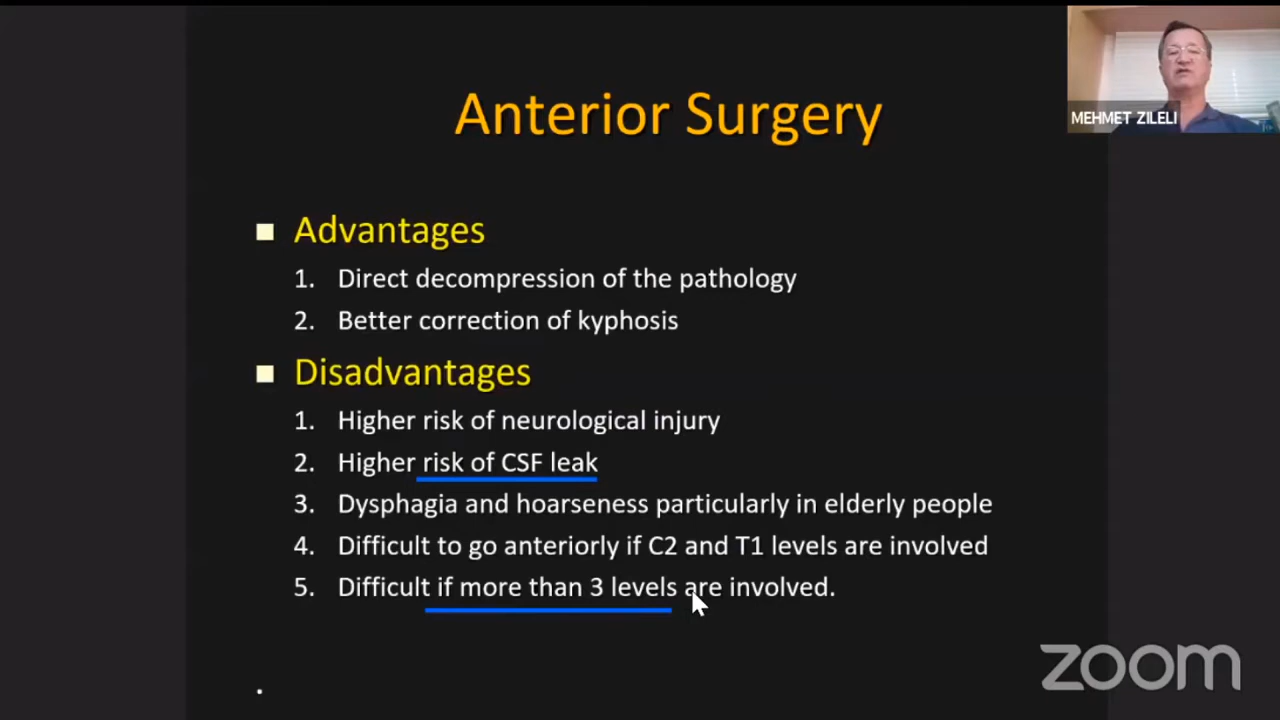 MEHMET ZILELI
Anterior Surgery
Advantages
1. Direct decompression of the pathology
2. Better correction of kyphosis
Disadvantages
1. Higher risk of neurological injury
2. Higher risk of CSF leak
3. Dysphagia and hoarseness particularly in elderly people
4. Difficult to go anteriorly if C2 and T1 levels are involved
5. Difficult if more than 3 levels are involved.
.
zoom